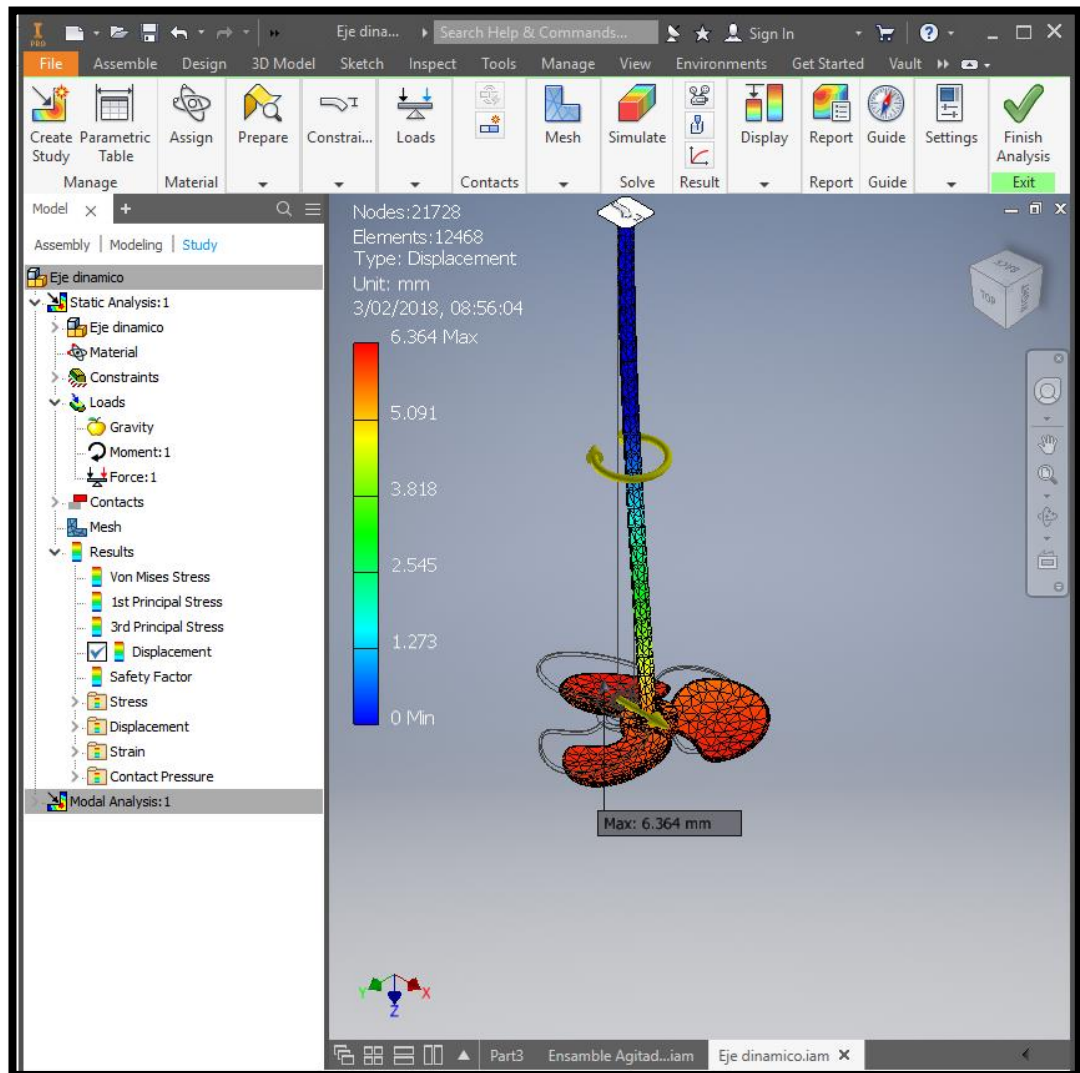 PRO
Eje dina...
Search Help & Commands...
Sign In
File Assemble Design 3D Model Sketch Inspect Tools Manage View Environments Get Started Vault
Create Study
Parametric Table
Assign
Prepare
Constrai...
Loads
Mesh
Simulate
Display
Report
Guide
Settings
Finish Analysis
Manage Material Contacts Solve Result Report Guide Exit
Model
Assembly | Modeling | Study
Eje dinamico
Static Analysis:1
Eje dinamico
Material
Constraints
Loads
Gravity
Moment:1
Force:1
Contacts
Mesh
Results
Von Mises Stress
1st Principal Stress
3rd Principal Stress
Displacement
Safety Factor
Stress
Displacement
Strain
Contact Pressure
Modal Analysis:1
Nodes:21728
Elements:12468
Type: Displacement
Unit: mm
3/02/2018, 08:56:04
6.364 Max
5.091
3.818
2.545
1.273
0 Min
Max: 6.364 mm
BACK
TOP
Y
X
Z
Part3 Ensamble Agitad...iam Eje dinamico.iam